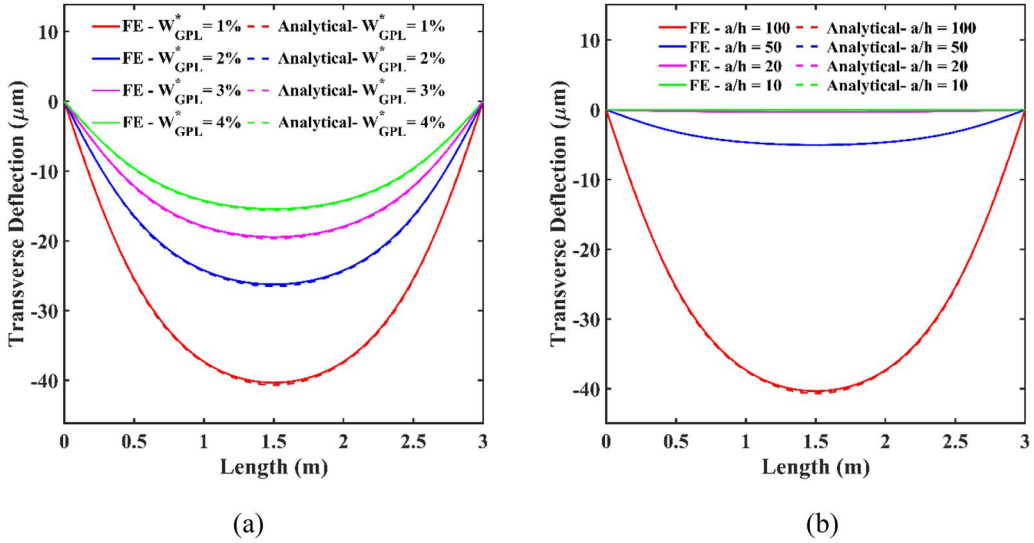 FE - W*GPL = 1% Analytical- W*GPL = 1%
FE - W*GPL = 2% Analytical- W*GPL = 2%
FE - W*GPL = 3% Analytical- W*GPL = 3%
FE - W*GPL = 4% Analytical- W*GPL = 4%
10
0
-10
-20
-30
-40
Transverse Deflection (μm)
0 0.5 1 1.5 2 2.5 3
Length (m)
(a)
FE - a/h = 100 Analytical- a/h = 100
FE - a/h = 50 Analytical- a/h = 50
FE - a/h = 20 Analytical- a/h = 20
FE - a/h = 10 Analytical- a/h = 10
10
0
-10
-20
-30
-40
Transverse Deflection (μm)
0 0.5 1 1.5 2 2.5 3
Length (m)
(b)